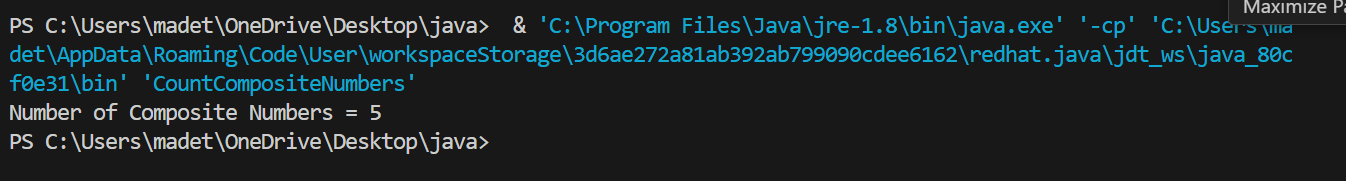 Maximize Pa
PS C:\Users\madet\OneDrive\Desktop\java>  & 'C:\Program Files\Java\jre-1.8\bin\java.exe' '-cp' 'C:\Users\ma
det\AppData\Roaming\Code\User\workspaceStorage\3d6ae272a81ab392ab799090cdee6162\redhat.java\jdt_ws\java_80c
f0e31\bin' 'CountCompositeNumbers'
Number of Composite Numbers = 5
PS C:\Users\madet\OneDrive\Desktop\java>